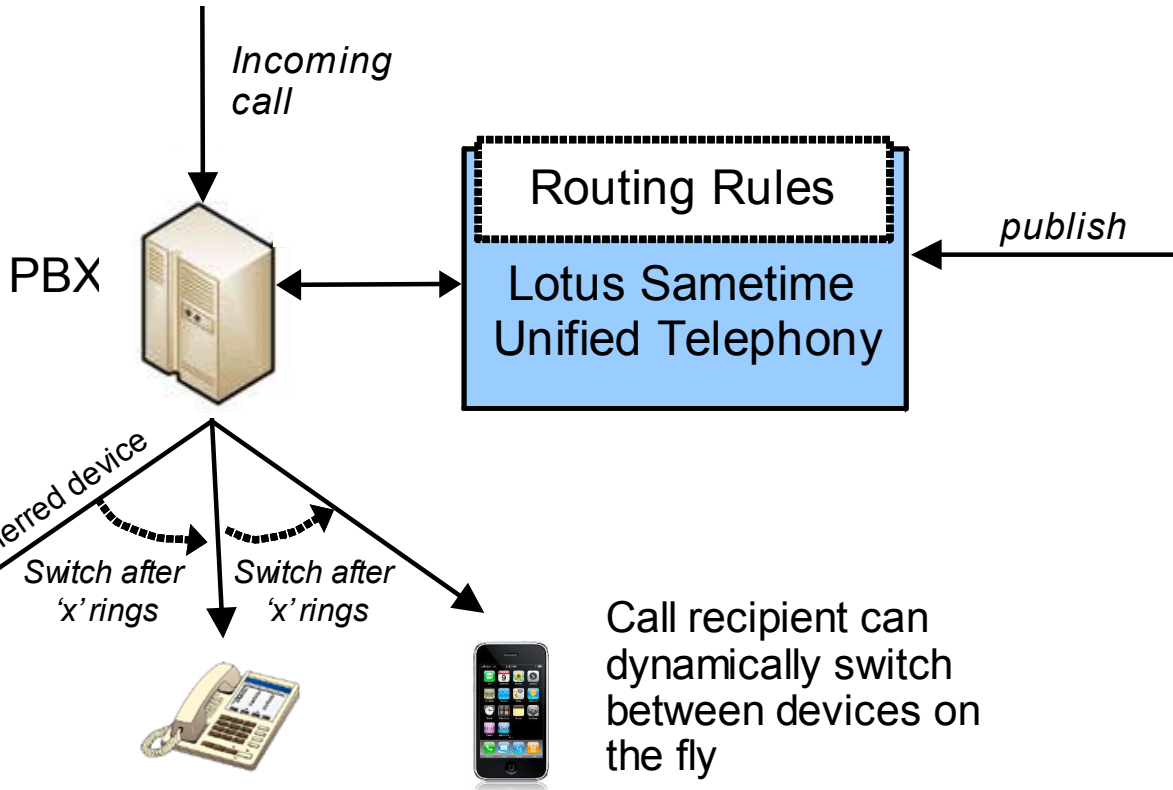 Incoming
call
Routing Rules
publish
PBX
Lotus Sametime
Unified Telephony
device
Switch after
‘x’ rings
Switch after
‘x’ rings
Call recipient can
dynamically switch
between devices on
the fly